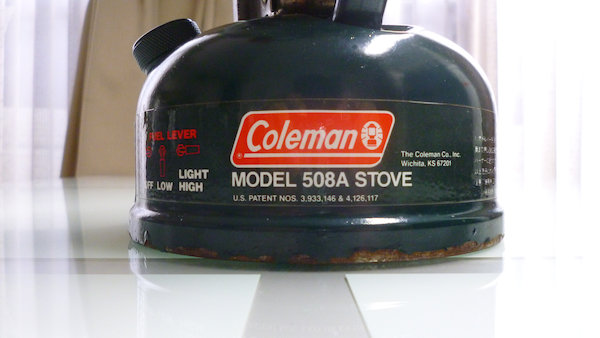 FUEL LEVER
OFF LOW
LIGHT
HIGH
Coleman
®
MODEL 508A STOVE
U.S. PATENT NOS. 3,933,146 & 4,126,117
The Coleman Co., Inc.
Wichita, KS 67201